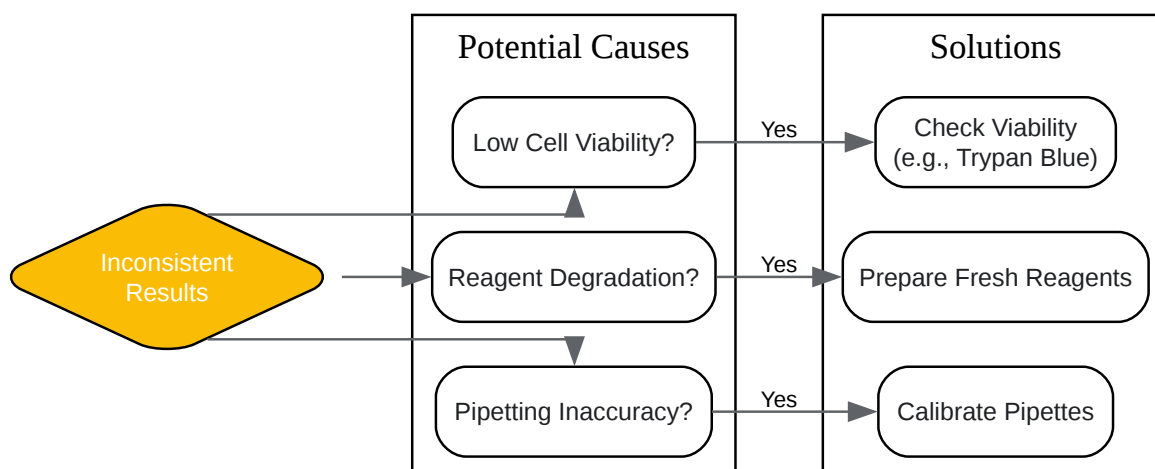 Potential Causes
Solutions
Low Cell Viability?
Yes
Check Viability
(e.g., Trypan Blue)
Inconsistent
Results
Reagent Degradation?
Yes
Prepare Fresh Reagents
Pipetting Inaccuracy?
Yes
Calibrate Pipettes